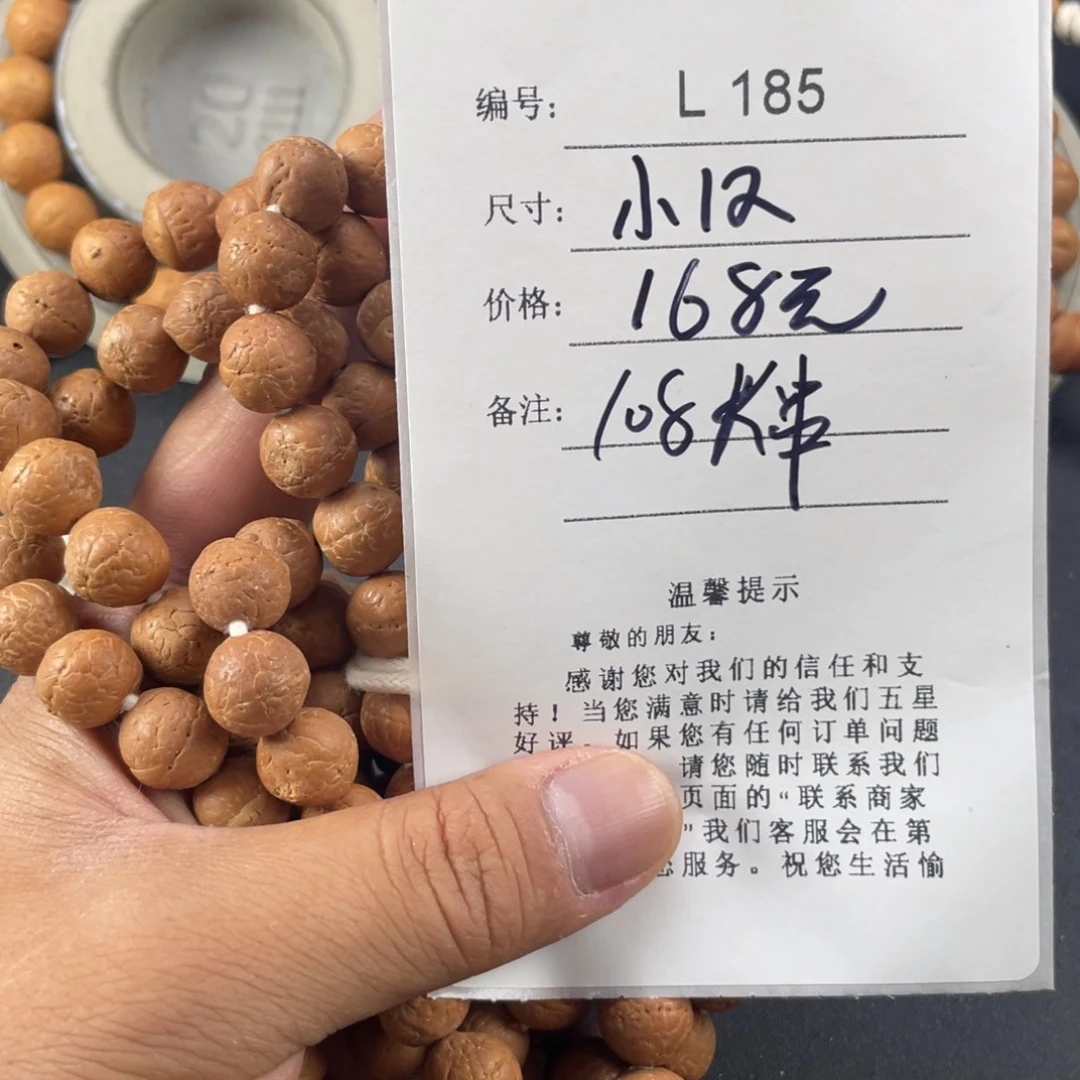 20
编号: L 185
尺寸: 小12
价格: 168元
备注: 108大串
温馨提示
尊敬的朋友:
感谢您对我们的信任和支
持!当您满意时请给我们五星
好评。如果您有任何订单问题
请您随时联系我们
页面的“联系商家
”我们客服会在第
您服务。祝您生活愉